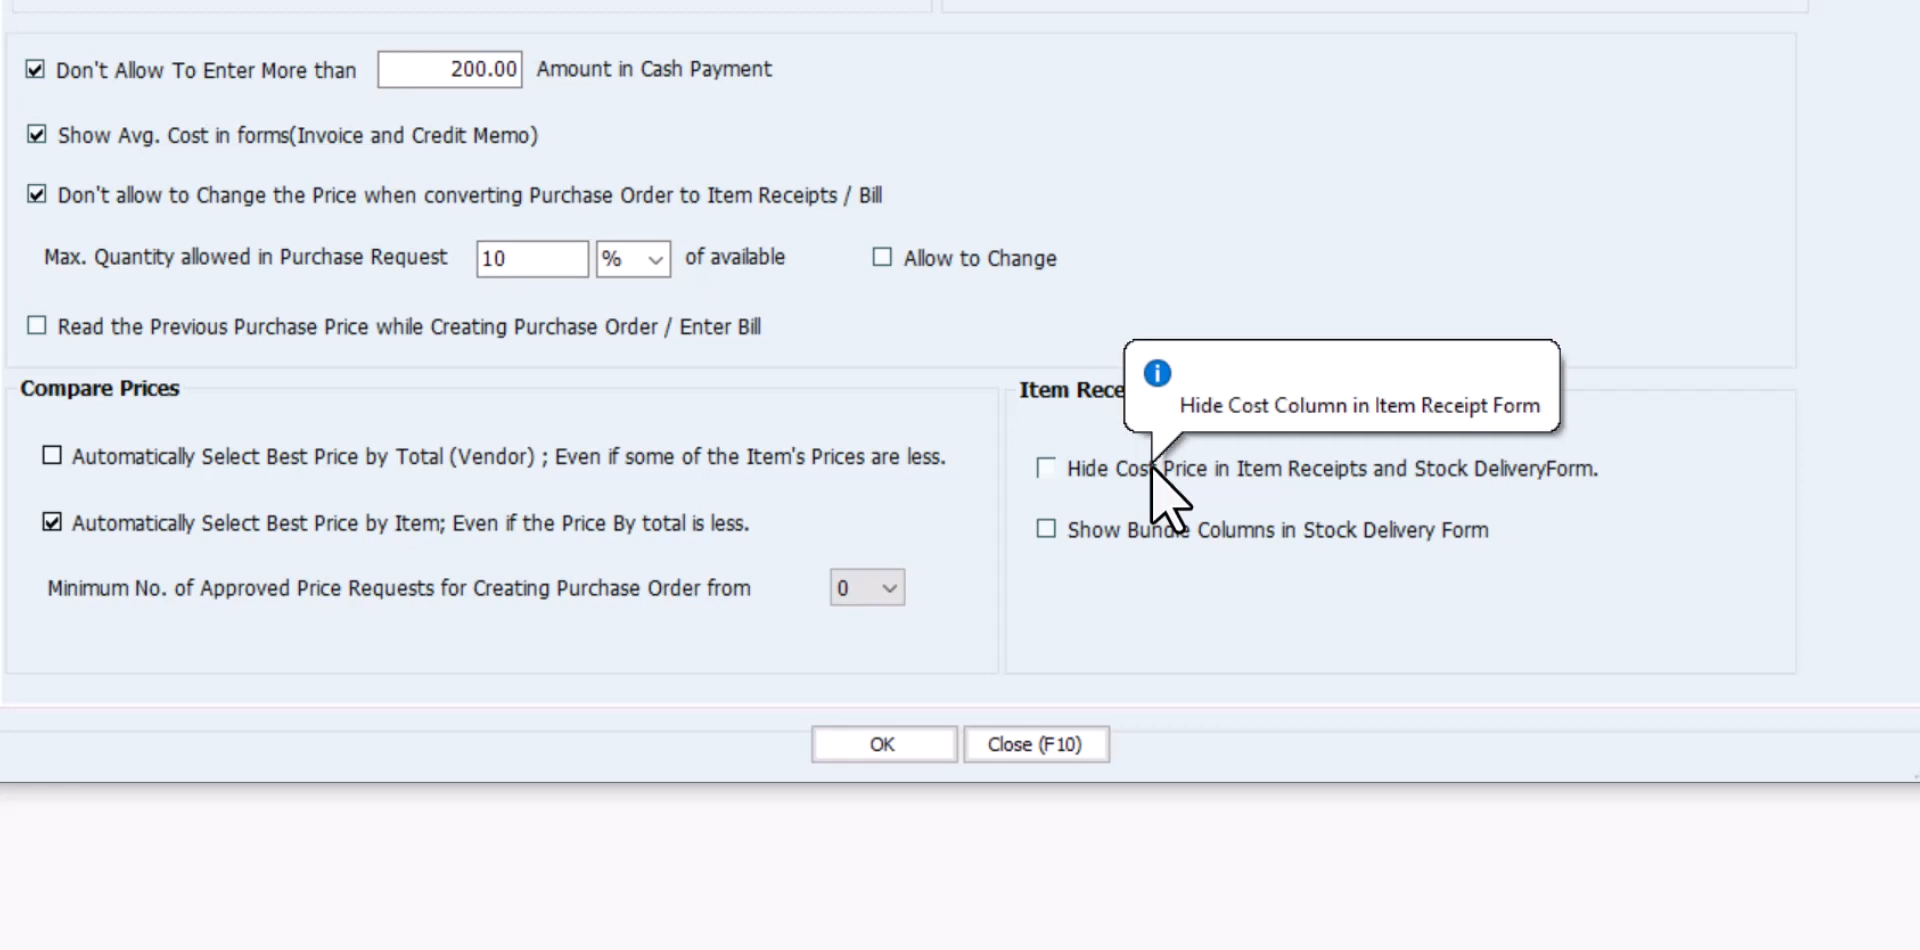 Don't Allow To Enter More than 200.00 Amount in Cash Payment
Show Avg. Cost in forms(Invoice and Credit Memo)
Don't allow to Change the Price when converting Purchase Order to Item Receipts / Bill
Max. Quantity allowed in Purchase Request 10 % of available Allow to Change
Read the Previous Purchase Price while Creating Purchase Order / Enter Bill
Compare Prices
Automatically Select Best Price by Total (Vendor) ; Even if some of the Item's Prices are less.
Automatically Select Best Price by Item; Even if the Price By total is less.
Minimum No. of Approved Price Requests for Creating Purchase Order from 0
Item
Hide Cost Column in Item Receipt Form
Hide Cost Price in Item Receipts and Stock DeliveryForm.
Show Bundle Columns in Stock Delivery Form
OK Close (F10)